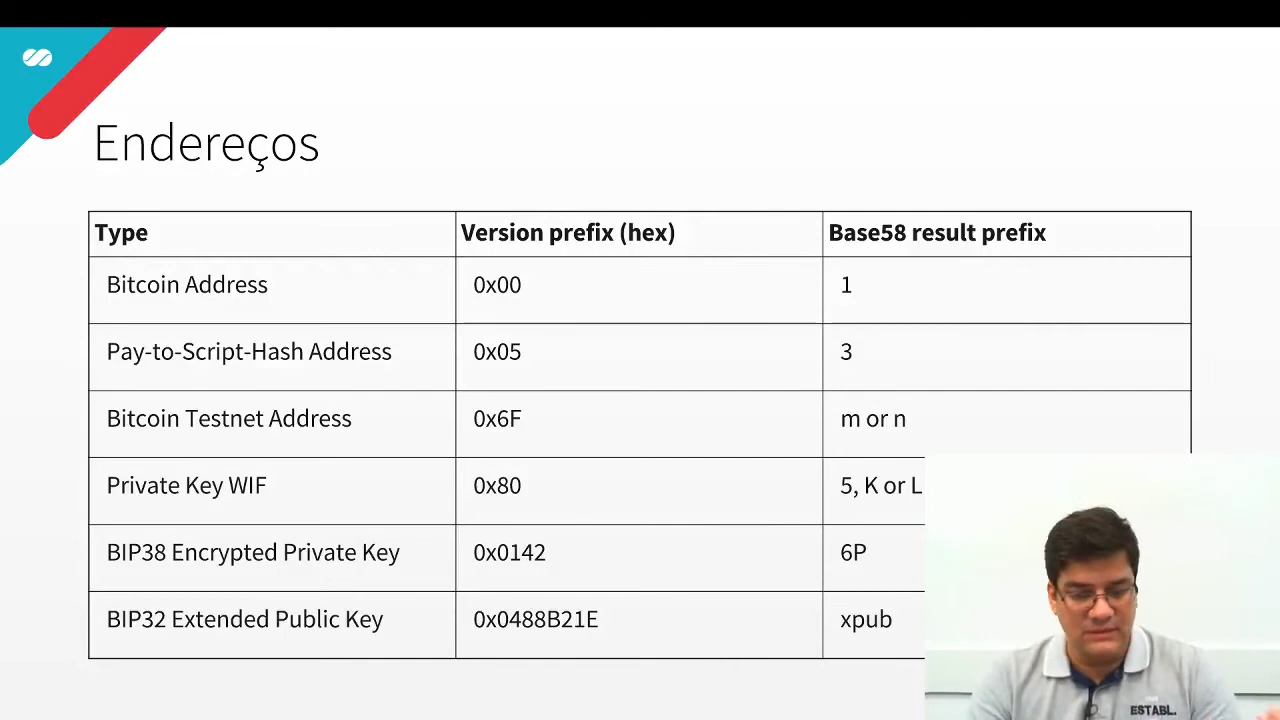 Endereços
Type Version prefix (hex) Base58 result prefix
Bitcoin Address 0x00 1
Pay-to-Script-Hash Address 0x05 3
Bitcoin Testnet Address 0x6F m or n
Private Key WIF 0x80 5, K or L
BIP38 Encrypted Private Key 0x0142 6P
BIP32 Extended Public Key 0x0488B21E xpub
ESTABL.